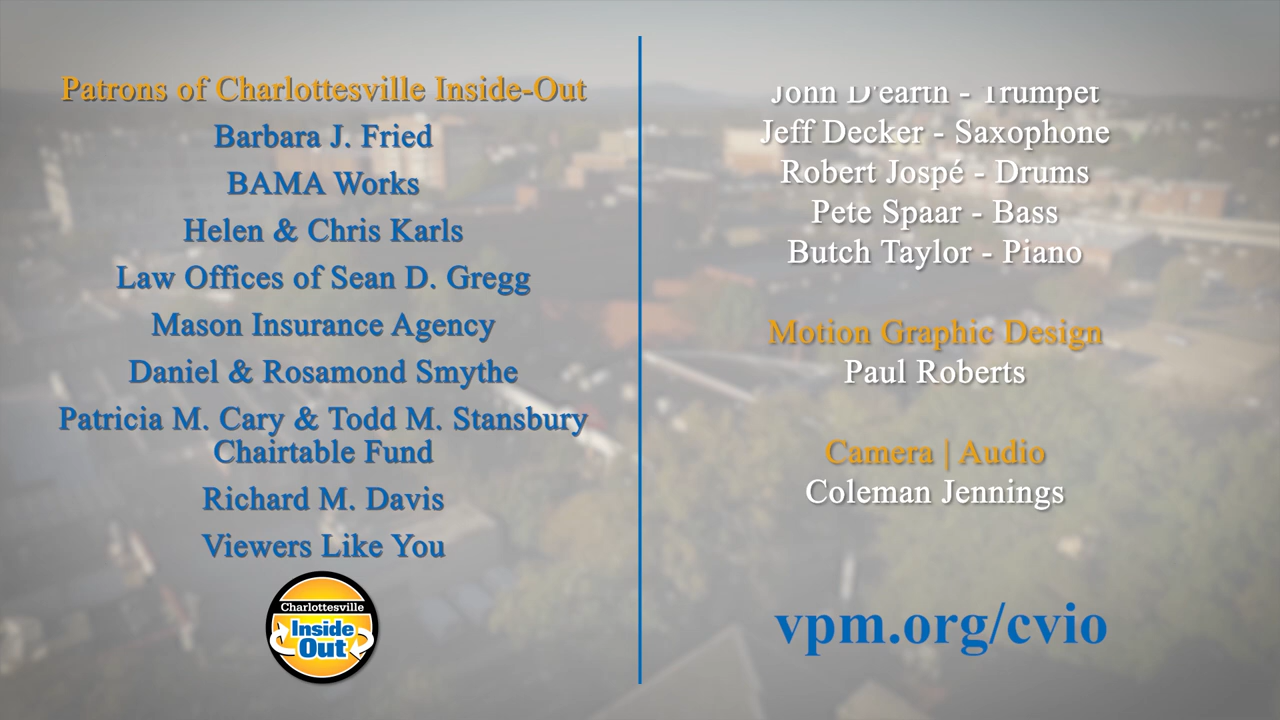 Patrons of Charlottesville Inside-Out
Barbara J. Fried
BAMA Works
Helen & Chris Karls
Law Offices of Sean D. Gregg
Mason Insurance Agency
Daniel & Rosamond Smythe
Patricia M. Cary & Todd M. Stansbury
Chairtable Fund
Richard M. Davis
Viewers Like You
Charlottesville
Inside
Out
John D'earth - Trumpet
Jeff Decker - Saxophone
Robert Jospé - Drums
Pete Spaar - Bass
Butch Taylor - Piano
Motion Graphic Design
Paul Roberts
Camera | Audio
Coleman Jennings
vpm.org/cvio